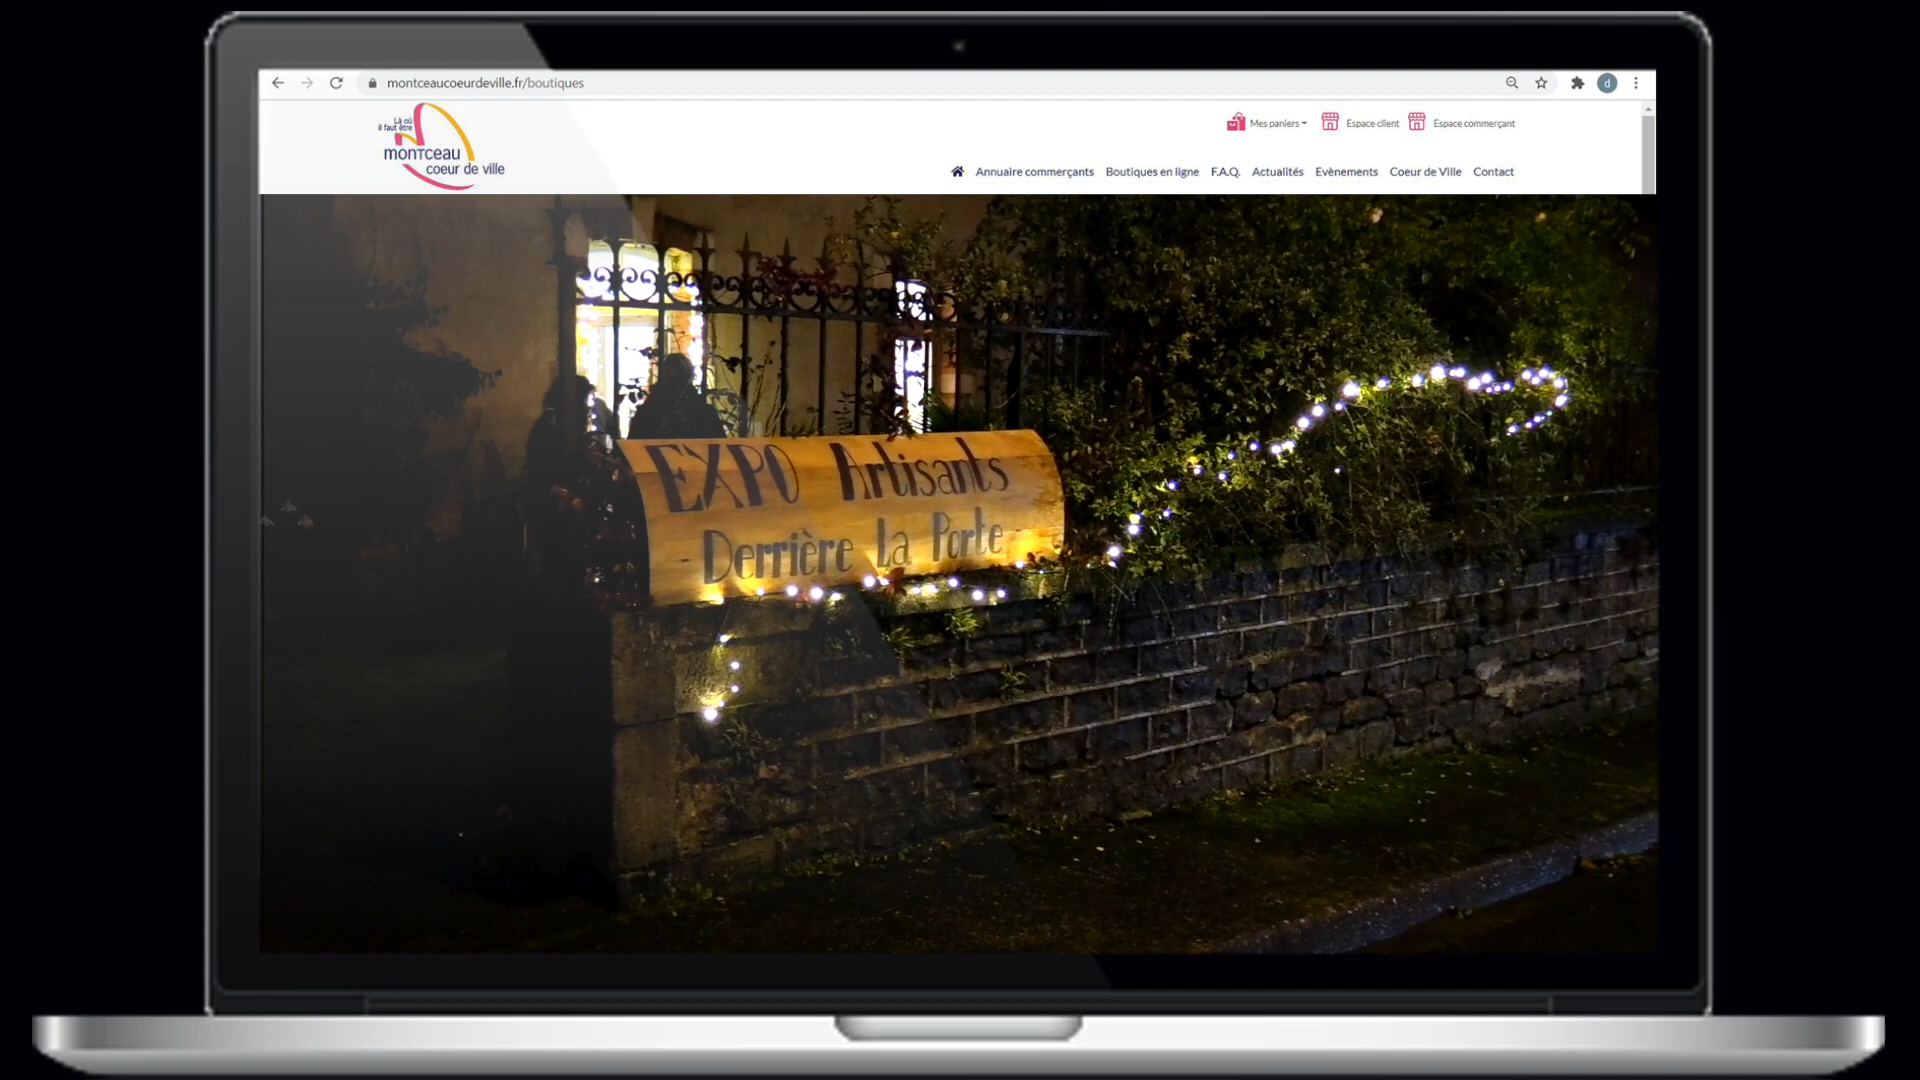 montceaucoeurdeville.fr/boutiques
d
Là où
il faut être
montceau
coeur de ville
Mes paniers
Espace client
Espace commerçant
Annuaire commerçants
Boutiques en ligne
F.A.Q.
Actualités
Evènements
Coeur de Ville
Contact
EXPO Artisants
- Derrière La Porte -